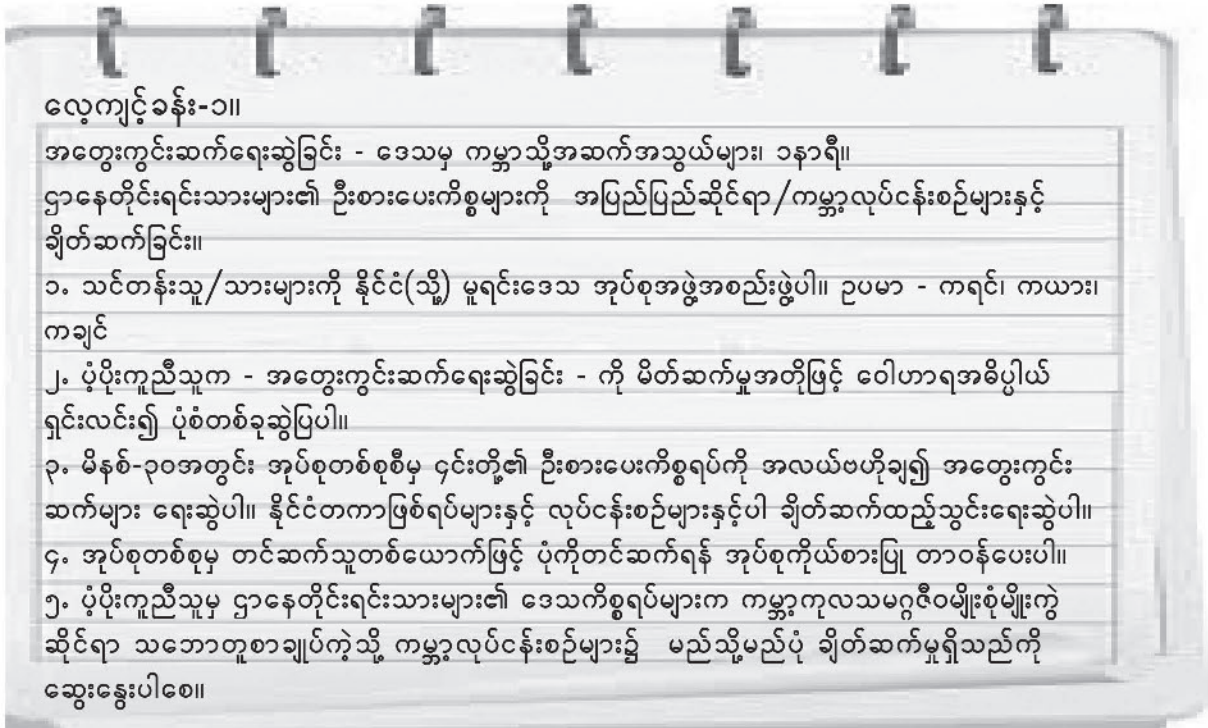 လေ့ကျင့်ခန်း-၁။
အတွေးကွင်းဆက်ရေးဆွဲခြင်း - ဒေသမှ ကမ္ဘာသို့အဆက်အသွယ်များ၊ ၁နာရီ။
ဌာနေတိုင်းရင်းသားများ၏ ဦးစားပေးကိစ္စများကို အပြည်ပြည်ဆိုင်ရာ/ကမ္ဘာ့လုပ်ငန်းစဉ်များနှင့်
ချိတ်ဆက်ခြင်း။
၁. သင်တန်းသူ/သားများကို နိုင်ငံ(သို့) မူရင်းဒေသ အုပ်စုအဖွဲ့အစည်းဖွဲ့ပါ။ ဥပမာ - ကရင်၊ ကယား၊
ကချင်
၂. ပံ့ပိုးကူညီသူက - အတွေးကွင်းဆက်ရေးဆွဲခြင်း - ကို မိတ်ဆက်မှုအတိုဖြင့် ဝေါဟာရအဓိပ္ပါယ်
ရှင်းလင်း၍ ပုံစံတစ်ခုဆွဲပြပါ။
၃. မိနစ်-၃၀အတွင်း အုပ်စုတစ်စုစီမှ ၄င်းတို့၏ ဦးစားပေးကိစ္စရပ်ကို အလယ်ဗဟိုချ၍ အတွေးကွင်း
ဆက်များ ရေးဆွဲပါ။ နိုင်ငံတကာဖြစ်ရပ်များနှင့် လုပ်ငန်းစဉ်များနှင့်ပါ ချိတ်ဆက်ထည့်သွင်းရေးဆွဲပါ။
၄. အုပ်စုတစ်စုမှ တင်ဆက်သူတစ်ယောက်ဖြင့် ပုံကိုတင်ဆက်ရန် အုပ်စုကိုယ်စားပြု တာဝန်ပေးပါ။
၅. ပံ့ပိုးကူညီသူမှ ဌာနေတိုင်းရင်းသားများ၏ ဒေသကိစ္စရပ်များက ကမ္ဘာ့ကုလသမဂ္ဂဇီဝမျိုးစုံမျိုးကွဲ
ဆိုင်ရာ သဘောတူစာချုပ်ကဲ့သို့ ကမ္ဘာ့လုပ်ငန်းစဉ်များ၌ မည်သို့မည်ပုံ ချိတ်ဆက်မှုရှိသည်ကို
ဆွေးနွေးပါစေ။